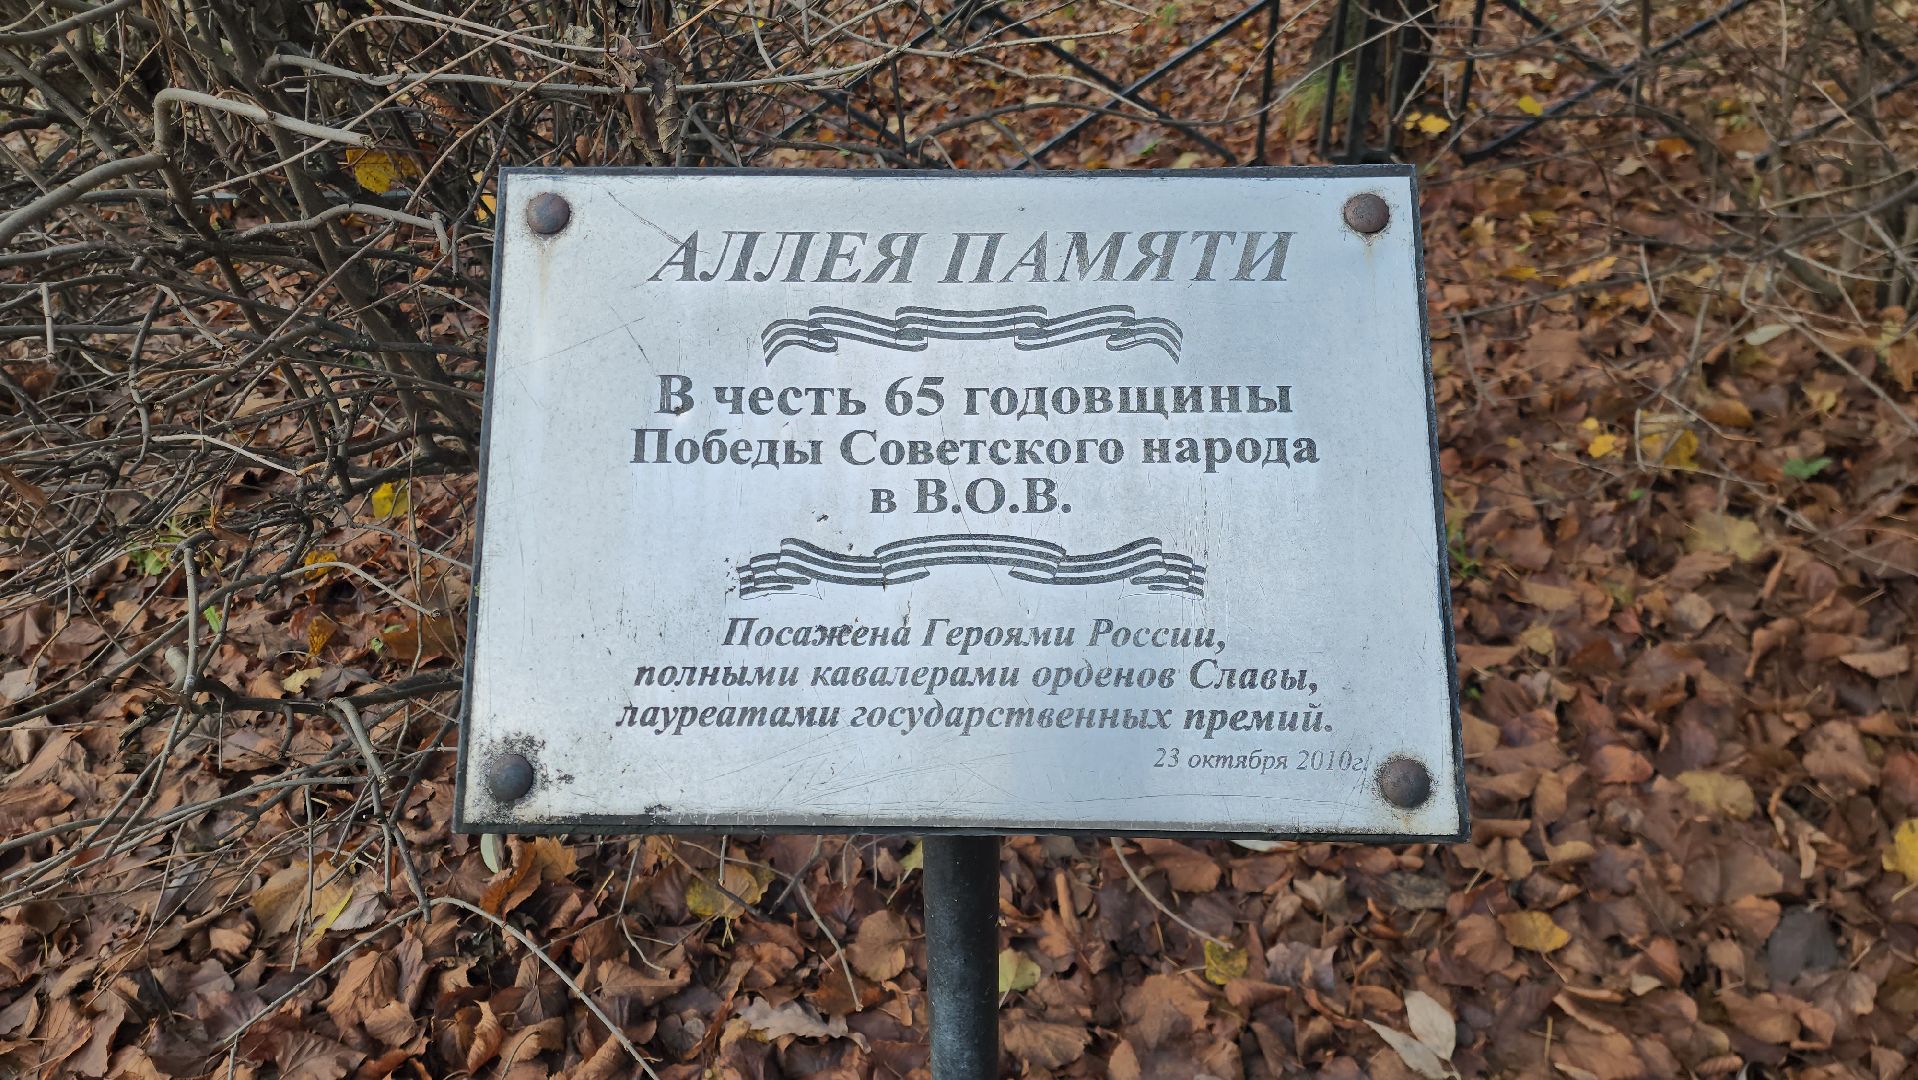 АЛЛЕЯ ПАМЯТИ
В честь 65 годовщины
Победы Советского народа
в В.О.В.
Посажена Героями России,
полными кавалерами орденов Славы,
лауреатами государственных премий.
23 октября 2010г.